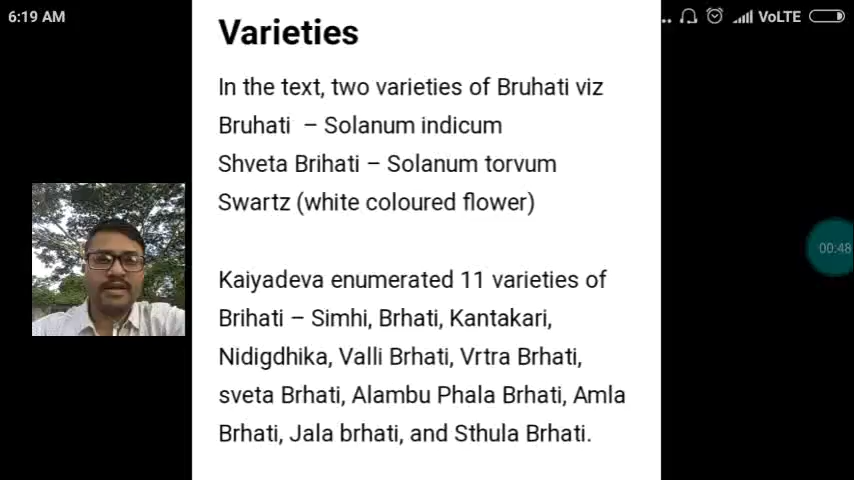 6:19 AM
VoLTE
Varieties
In the text, two varieties of Bruhati viz
Bruhati – Solanum indicum
Shveta Brihati – Solanum torvum
Swartz (white coloured flower)
00:48
Kaiyadeva enumerated 11 varieties of
Brihati – Simhi, Brhati, Kantakari,
Nidigdhika, Valli Brhati, Vrtra Brhati,
sveta Brhati, Alambu Phala Brhati, Amla
Brhati, Jala brhati, and Sthula Brhati.